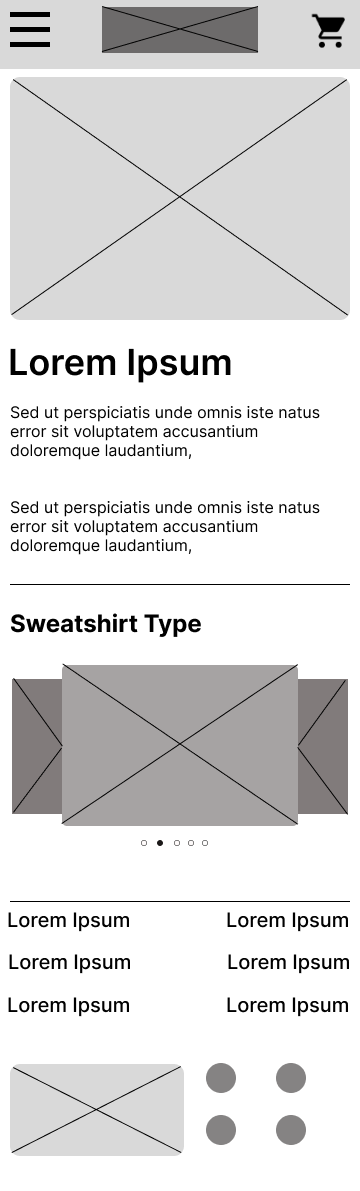 Lorem Ipsum
Sed ut perspiciatis unde omnis iste natus
error sit voluptatem accusantium
doloremque laudantium,
Sed ut perspiciatis unde omnis iste natus
error sit voluptatem accusantium
doloremque laudantium,
Sweatshirt Type
Lorem Ipsum Lorem Ipsum
Lorem Ipsum Lorem Ipsum
Lorem Ipsum Lorem Ipsum